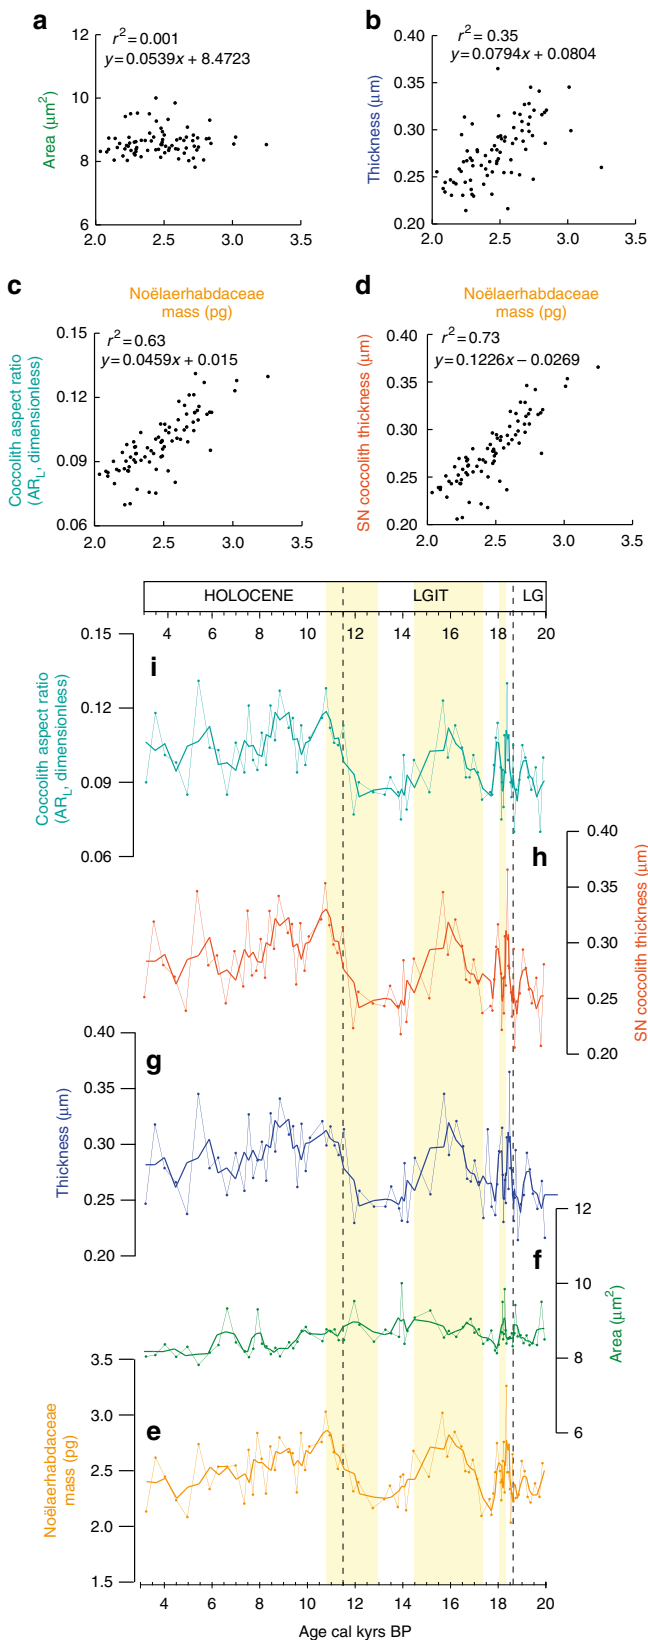 a
r² = 0.001
y=0.0539x + 8.4723
Area (μm²)
12
10
8
6
2.0 2.5 3.0 3.5
b
r² = 0.35
y=0.0794x + 0.0804
Thickness (μm)
0.40
0.35
0.30
0.25
0.20
2.0 2.5 3.0 3.5
c
Noëlaerhabdaceae
mass (pg)
r² = 0.63
y=0.0459x + 0.015
Coccolith aspect ratio
(AR_L, dimensionless)
0.15
0.12
0.09
0.06
2.0 2.5 3.0 3.5
d
Noëlaerhabdaceae
mass (pg)
r² = 0.73
y=0.1226x − 0.0269
SN coccolith thickness (μm)
0.40
0.35
0.30
0.25
0.20
2.0 2.5 3.0 3.5
HOLOCENE LGIT LG
4 6 8 10 12 14 16 18 20
i
Coccolith aspect ratio
(AR_L, dimensionless)
0.15
0.12
0.09
0.06
h
SN coccolith thickness (μm)
0.40
0.35
0.30
0.25
0.20
g
Thickness (μm)
0.40
0.35
0.30
0.25
0.20
f
Area (μm²)
12
10
8
6
e
Noëlaerhabdaceae
mass (pg)
3.5
3.0
2.5
2.0
1.5
4 6 8 10 12 14 16 18 20
Age cal kyrs BP